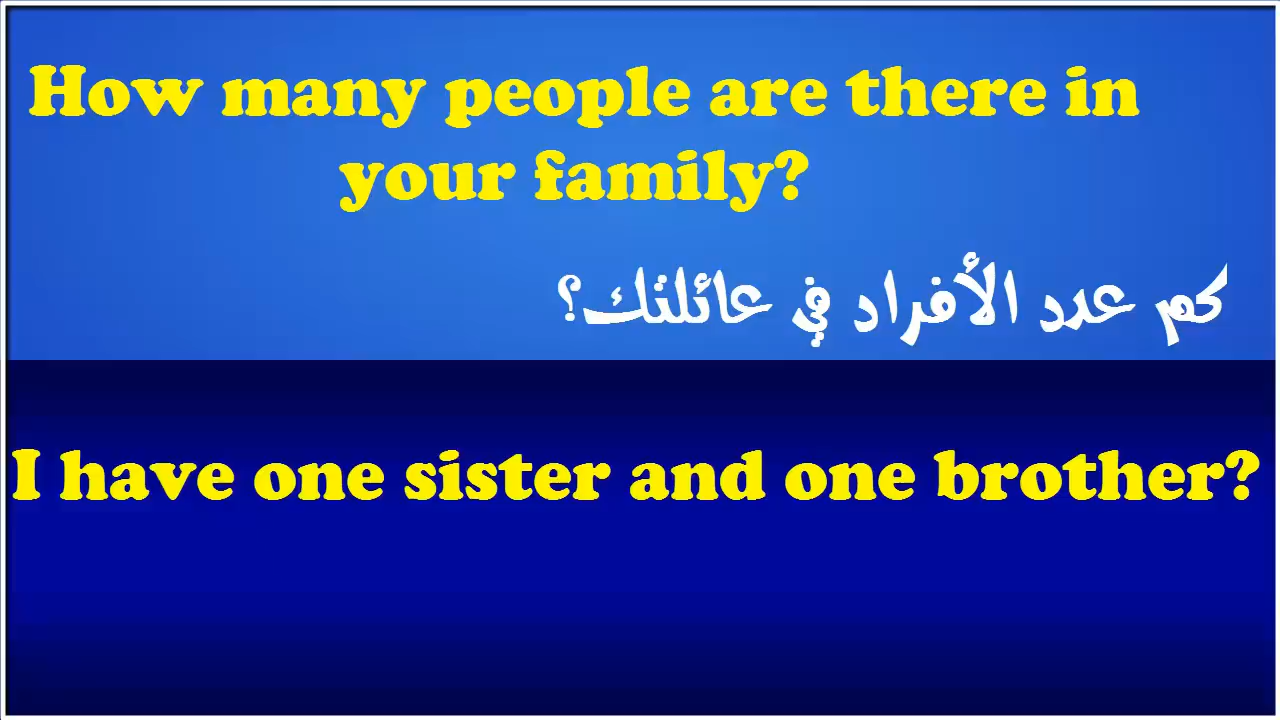 How many people are there in
your family?
كم عدد الأفراد في عائلتك؟
I have one sister and one brother?